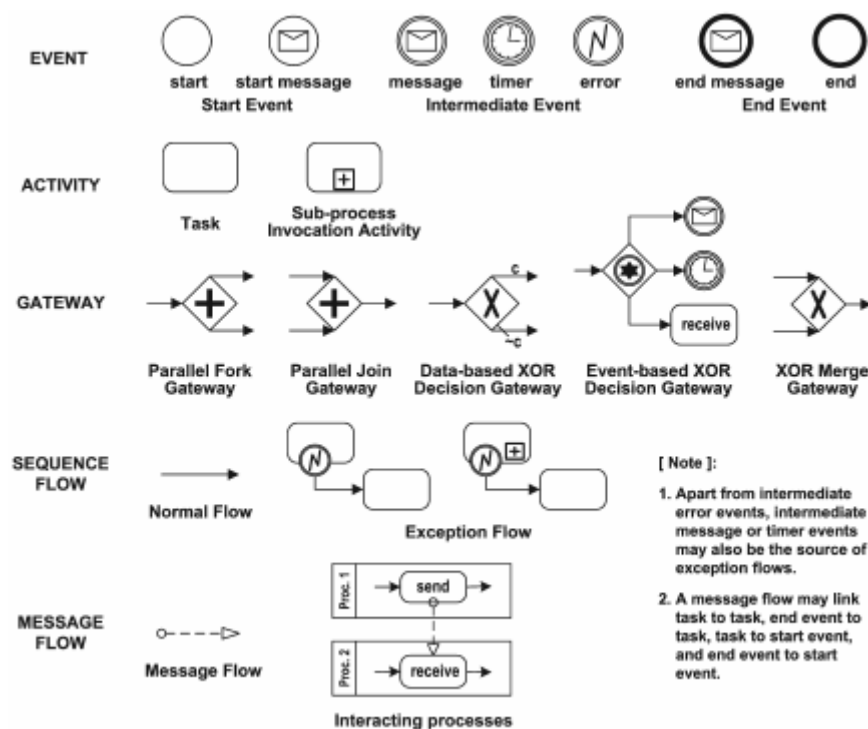 EVENT
start
start message
message
timer
error
end message
end
Start Event
Intermediate Event
End Event
ACTIVITY
Task
Sub-process
Invocation Activity
GATEWAY
c
~c
receive
Parallel Fork
Gateway
Parallel Join
Gateway
Data-based XOR
Decision Gateway
Event-based XOR
Decision Gateway
XOR Merge
Gateway
SEQUENCE
FLOW
Normal Flow
Exception Flow
[ Note ]:
1. Apart from intermediate
error events, intermediate
message or timer events
may also be the source of
exception flows.
2. A message flow may link
task to task, end event to
task, task to start event,
and end event to start
event.
MESSAGE
FLOW
Message Flow
Proc. 1
send
Proc. 2
receive
Interacting processes